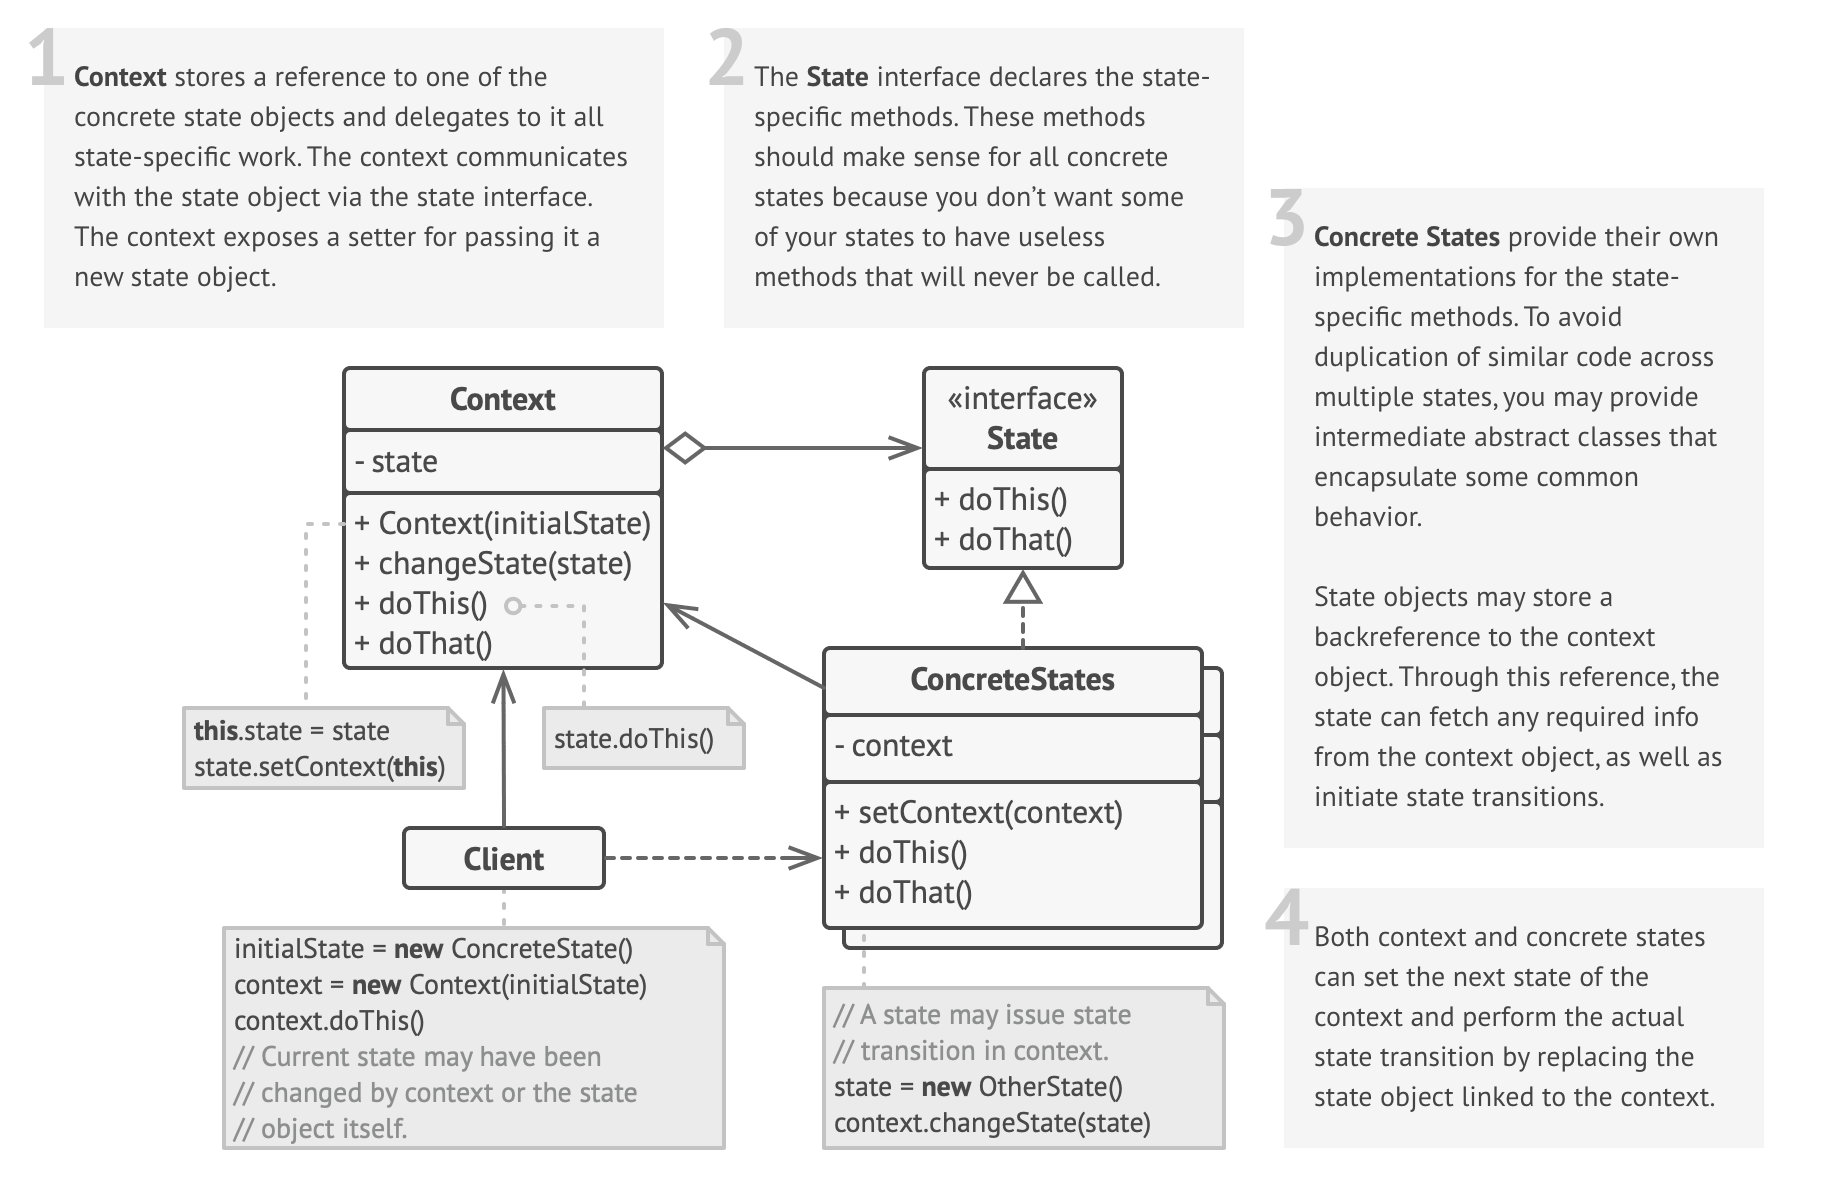 1
Context stores a reference to one of the
concrete state objects and delegates to it all
state-specific work. The context communicates
with the state object via the state interface.
The context exposes a setter for passing it a
new state object.
2
The State interface declares the state-
specific methods. These methods
should make sense for all concrete
states because you don’t want some
of your states to have useless
methods that will never be called.
3
Concrete States provide their own
implementations for the state-
specific methods. To avoid
duplication of similar code across
multiple states, you may provide
intermediate abstract classes that
encapsulate some common
behavior.
State objects may store a
backreference to the context
object. Through this reference, the
state can fetch any required info
from the context object, as well as
initiate state transitions.
4
Both context and concrete states
can set the next state of the
context and perform the actual
state transition by replacing the
state object linked to the context.
Context
- state
+ Context(initialState)
+ changeState(state)
+ doThis()
+ doThat()
«interface»
State
+ doThis()
+ doThat()
this.state = state
state.setContext(this)
state.doThis()
ConcreteStates
- context
+ setContext(context)
+ doThis()
+ doThat()
Client
initialState = new ConcreteState()
context = new Context(initialState)
context.doThis()
// Current state may have been
// changed by context or the state
// object itself.
// A state may issue state
// transition in context.
state = new OtherState()
context.changeState(state)